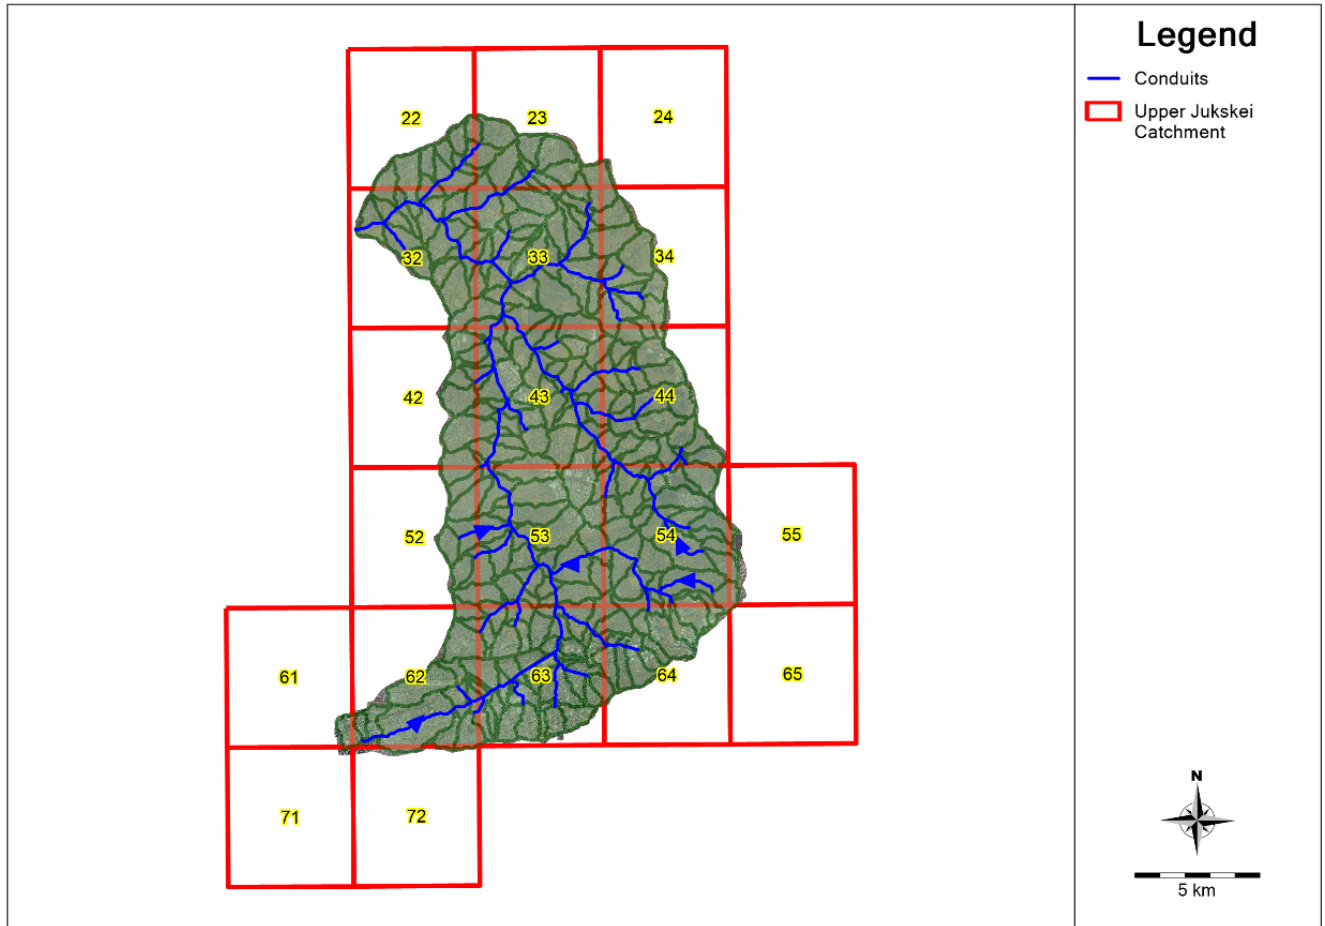 Legend
Conduits
Upper Jukskei
Catchment
22 23 24
32 33 34
42 43 44
52 53 54 55
61 62 63 64 65
71 72
N
5 km